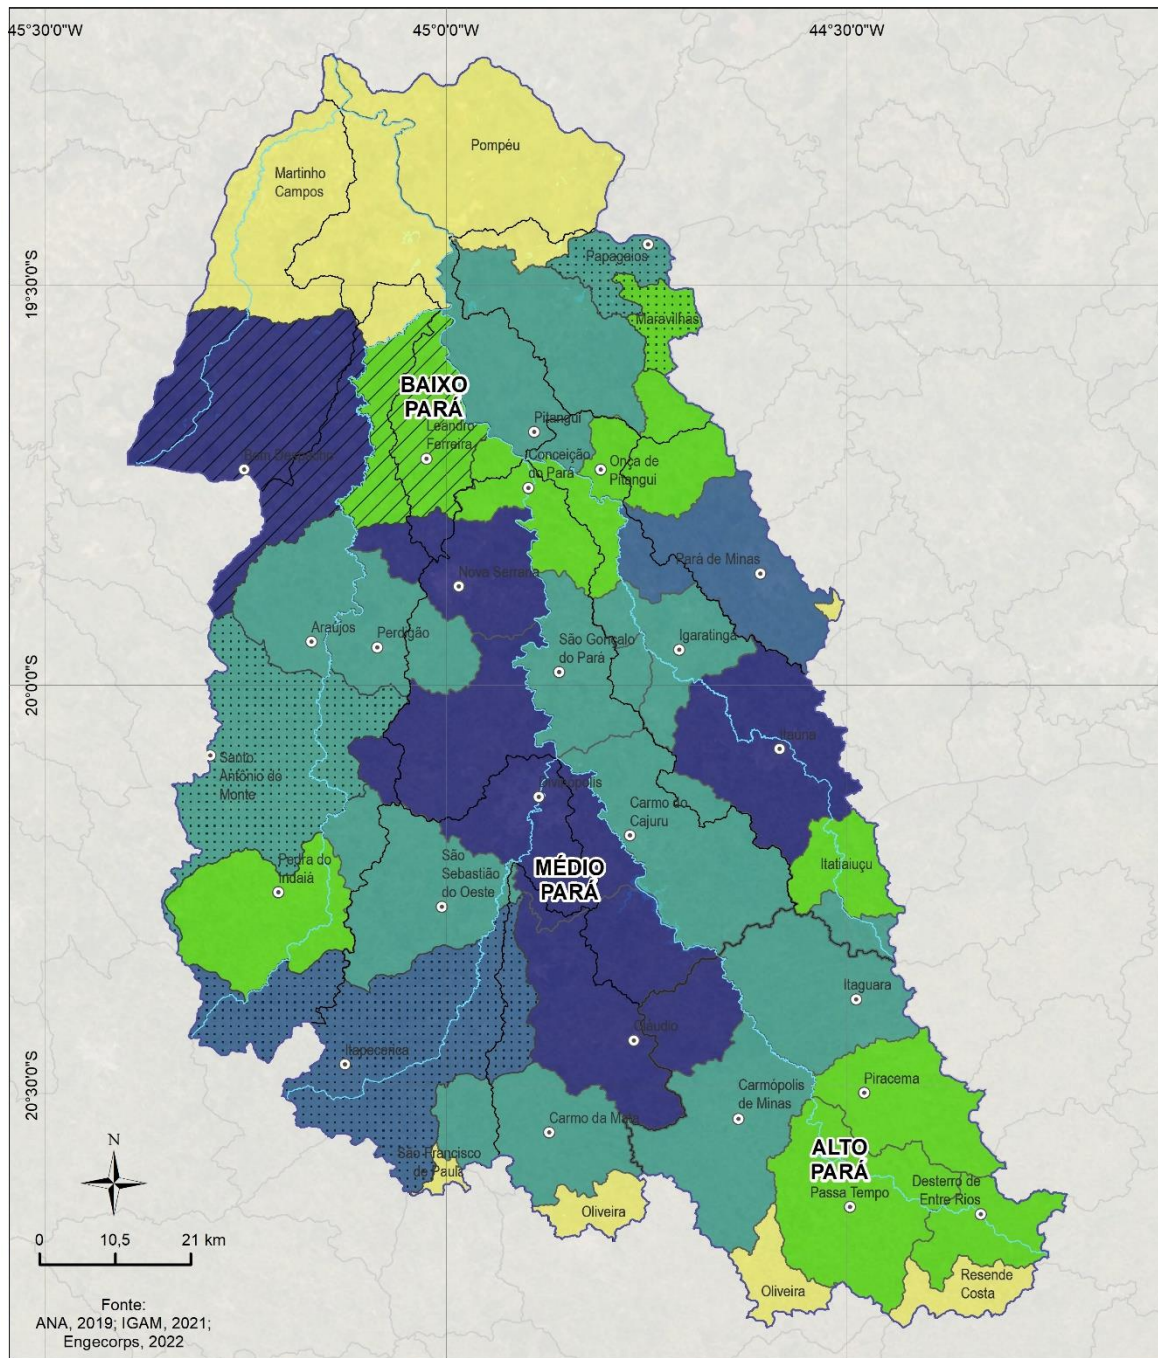 45°30'0"W
45°0'0"W
44°30'0"W
Pompéu
Martinho
Campos
Papagaios
19°30'0"S
Maravilhas
BAIXO
PARÁ
Leandro
Ferreira
Pitangui
Conceição
do Pará
Onça de
Pitangui
Bom Despacho
Pará de Minas
Nova Serrana
Araújos
Perdigão
São Gonçalo
do Pará
Igaratinga
20°0'0"S
Itaúna
Santo
Antônio do
Monte
Divinópolis
Carmo do
Cajuru
MÉDIO
PARÁ
São
Sebastião
do Oeste
Pedra do
Indaiá
Itatiaiuçu
Itaguara
Cláudio
Itapecerica
20°30'0"S
Piracema
Carmópolis
de Minas
Carmo da Mata
São Francisco
de Paula
ALTO
PARÁ
Passa Tempo
Desterro de
Entre Rios
Oliveira
Oliveira
Resende
Costa
N
0 10,5 21 km
Fonte:
ANA, 2019; IGAM, 2021;
Engecorps, 2022